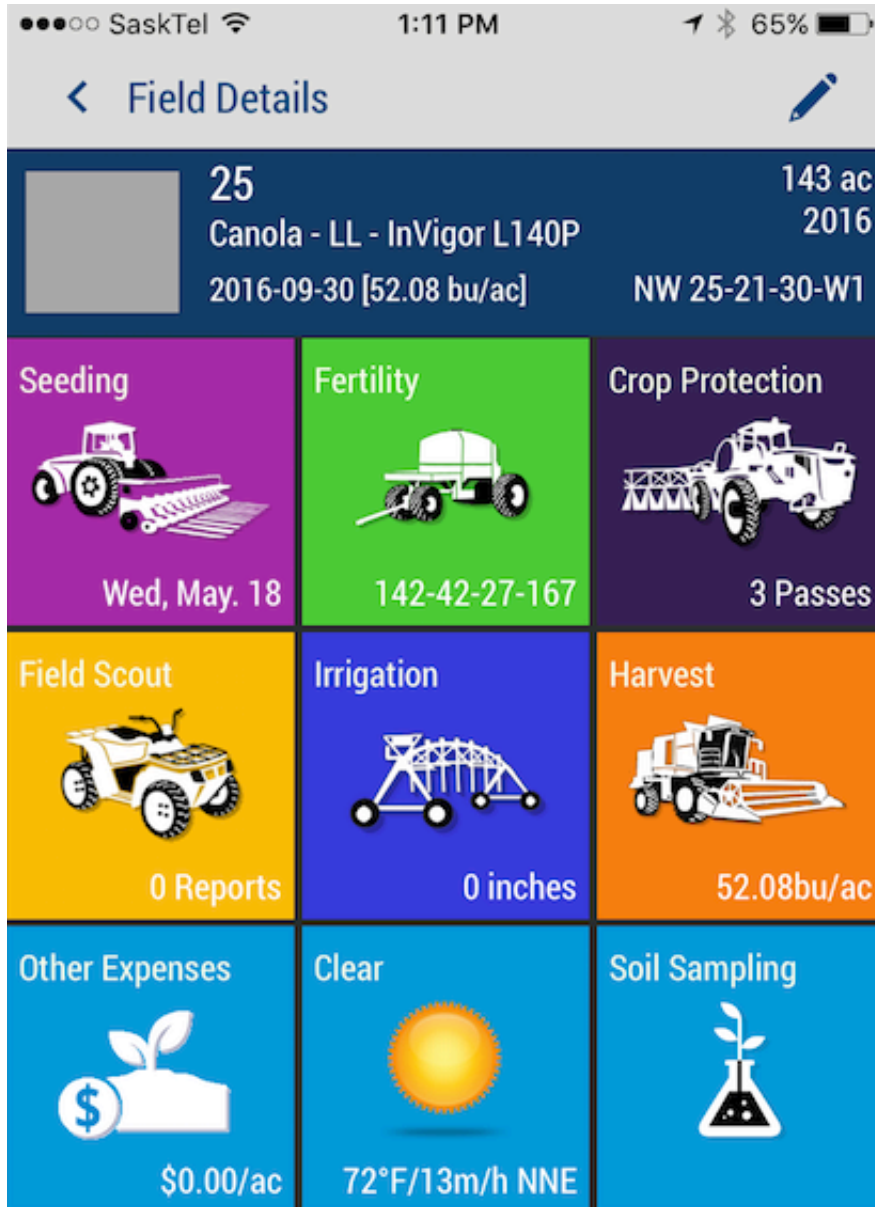 SaskTel 1:11 PM 65%
Field Details
25 143 ac
Canola - LL - InVigor L140P 2016
2016-09-30 [52.08 bu/ac] NW 25-21-30-W1
Seeding Fertility Crop Protection
Wed, May. 18 142-42-27-167 3 Passes
Field Scout Irrigation Harvest
0 Reports 0 inches 52.08bu/ac
Other Expenses Clear Soil Sampling
$
$0.00/ac 72°F/13m/h NNE